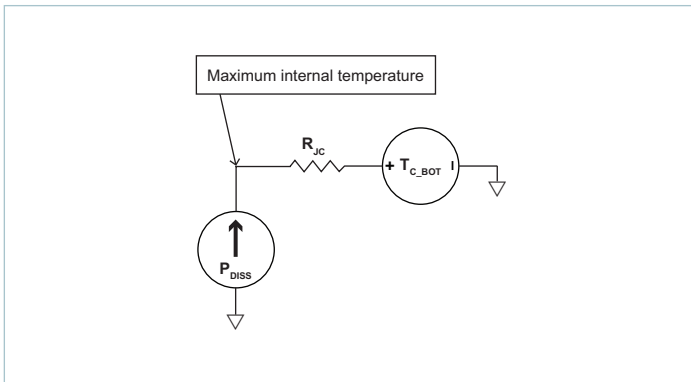 Maximum internal temperature
R_JC
+ T_C_BOT –
P_DISS